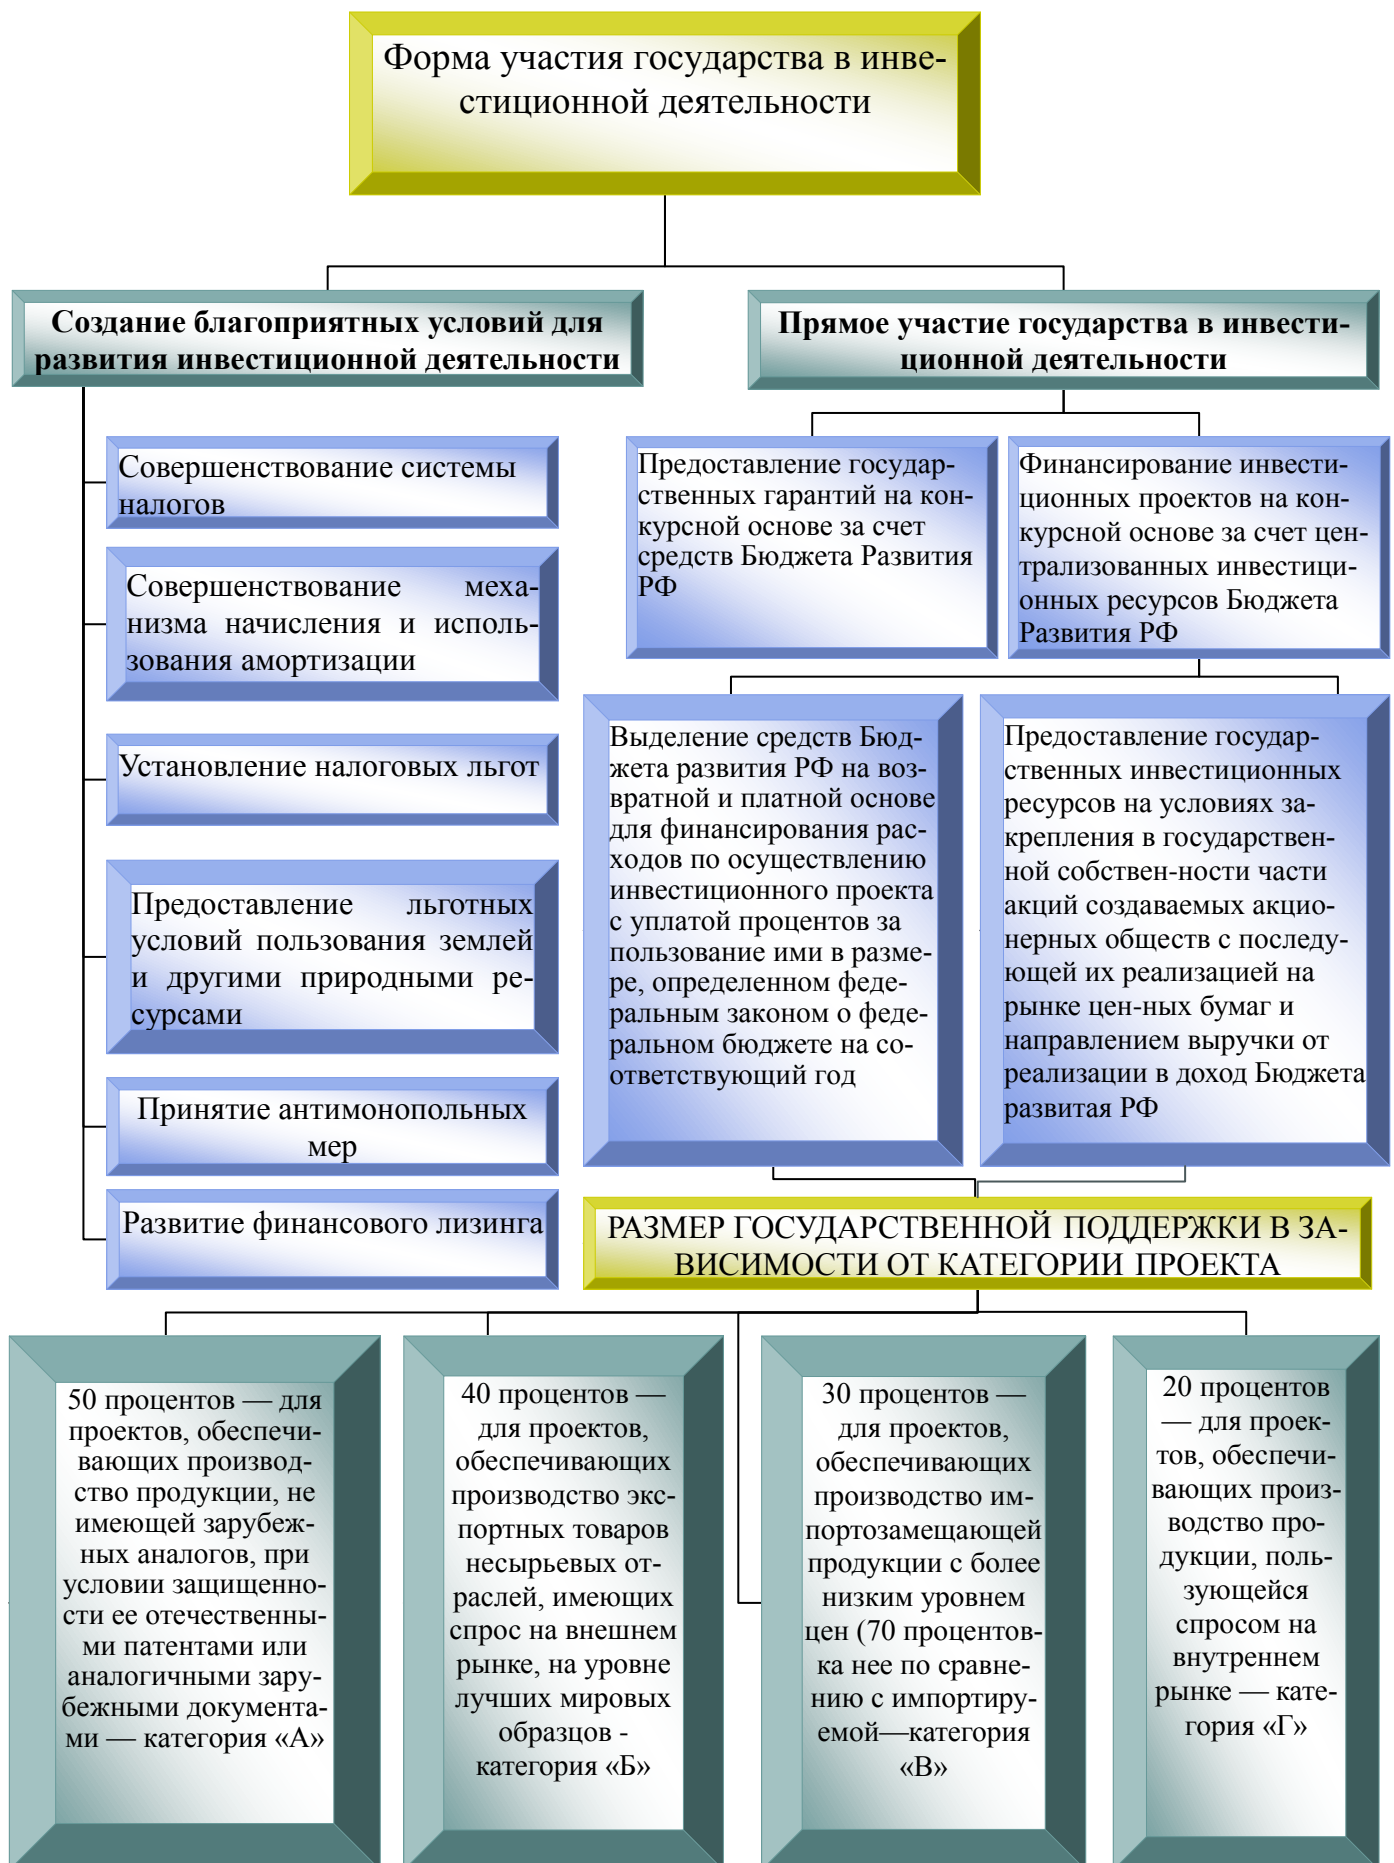 Форма участия государства в инве-
стиционной деятельности
Создание благоприятных условий для
развития инвестиционной деятельности
Прямое участие государства в инвести-
ционной деятельности
Совершенствование системы
налогов
Совершенствование меха-
низма начисления и исполь-
зования амортизации
Установление налоговых льгот
Предоставление льготных
условий пользования землей
и другими природными ре-
сурсами
Принятие антимонопольных
мер
Развитие финансового лизинга
Предоставление государ-
ственных гарантий на кон-
курсной основе за счет
средств Бюджета Развития
РФ
Финансирование инвести-
ционных проектов на кон-
курсной основе за счет цен-
трализованных инвестици-
онных ресурсов Бюджета
Развития РФ
Выделение средств Бюд-
жета развития РФ на воз-
вратной и платной основе
для финансирования рас-
ходов по осуществлению
инвестиционного проекта
с уплатой процентов за
пользование ими в разме-
ре, определенном феде-
ральным законом о феде-
ральном бюджете на со-
ответствующий год
Предоставление государ-
ственных инвестиционных
ресурсов на условиях за-
крепления в государствен-
ной собствен-ности части
акций создаваемых акцио-
нерных обществ с последу-
ющей их реализацией на
рынке цен-ных бумаг и
направлением выручки от
реализации в доход Бюджета
развитая РФ
РАЗМЕР ГОСУДАРСТВЕННОЙ ПОДДЕРЖКИ В ЗА-
ВИСИМОСТИ ОТ КАТЕГОРИИ ПРОЕКТА
50 процентов — для
проектов, обеспечи-
вающих производ-
ство продукции, не
имеющей зарубеж-
ных аналогов, при
условии защищенно-
сти ее отечественны-
ми патентами или
аналогичными зару-
бежными документа-
ми — категория «А»
40 процентов —
для проектов,
обеспечивающих
производство экс-
портных товаров
несырьевых от-
раслей, имеющих
спрос на внешнем
рынке, на уровне
лучших мировых
образцов -
категория «Б»
30 процентов —
для проектов,
обеспечивающих
производство им-
портозамещающей
продукции с более
низким уровнем
цен (70 процентов-
ка нее по сравне-
нию с импортиру-
емой—категория
«В»
20 процентов
— для проек-
тов, обеспечи-
вающих произ-
водство про-
дукции, поль-
зующейся
спросом на
внутреннем
рынке — кате-
гория «Г»